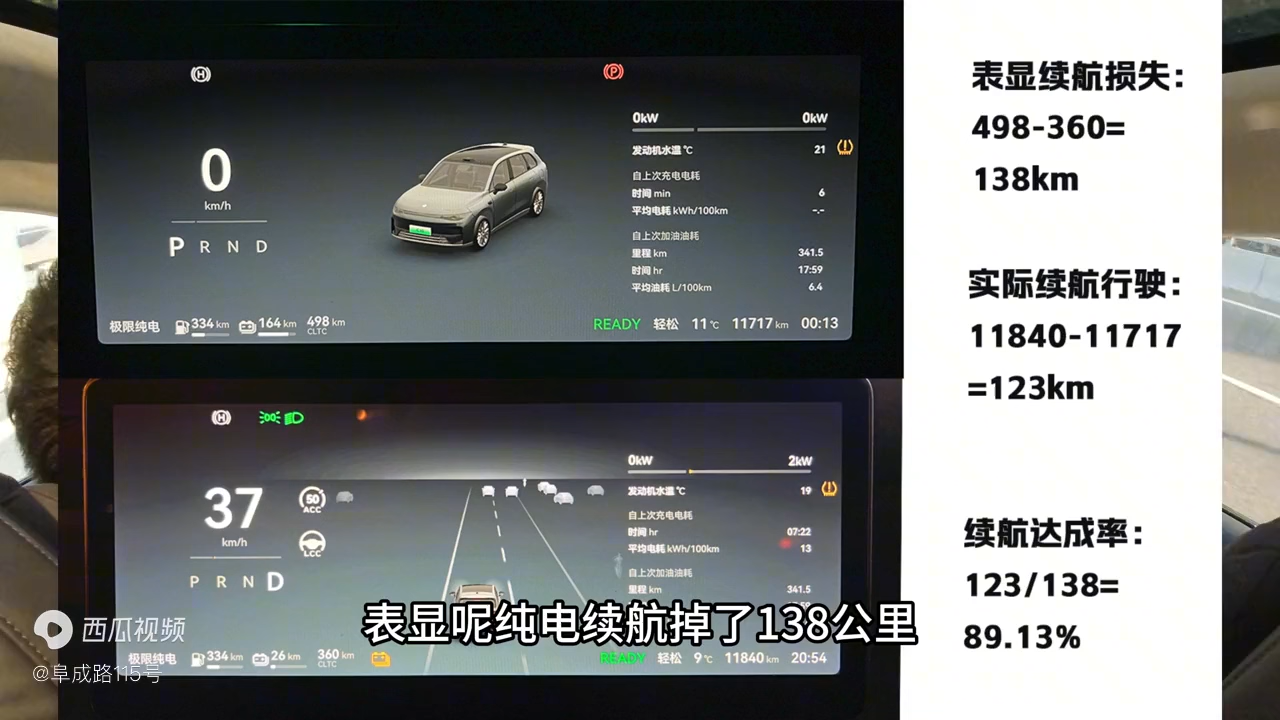 H
P
0
km/h
P R N D
0kW 0kW
发动机水温℃ 21
自上次充电电耗
时间 min 6
平均电耗 kWh/100km -.-
自上次加油油耗
里程 km 341.5
时间 hr 17:59
平均油耗 L/100km 6.4
极限纯电 334 km 164 km 498 km
CLTC
READY 轻松 11℃ 11717 km 00:13
表显续航损失:
498-360=
138km
实际续航行驶:
11840-11717
=123km
续航达成率:
123/138=
89.13%
H
37
km/h
50
ACC
LCC
P R N D
0kW 2kW
发动机水温℃ 19
自上次充电电耗
时间 hr 07:22
平均电耗 kWh/100km 13
自上次加油油耗
里程 km 341.5
表显呢纯电续航掉了138公里
极限纯电 334 km 26 km 360 km
CLTC
READY 轻松 9℃ 11840 km 20:54
西瓜视频
@阜成路115号